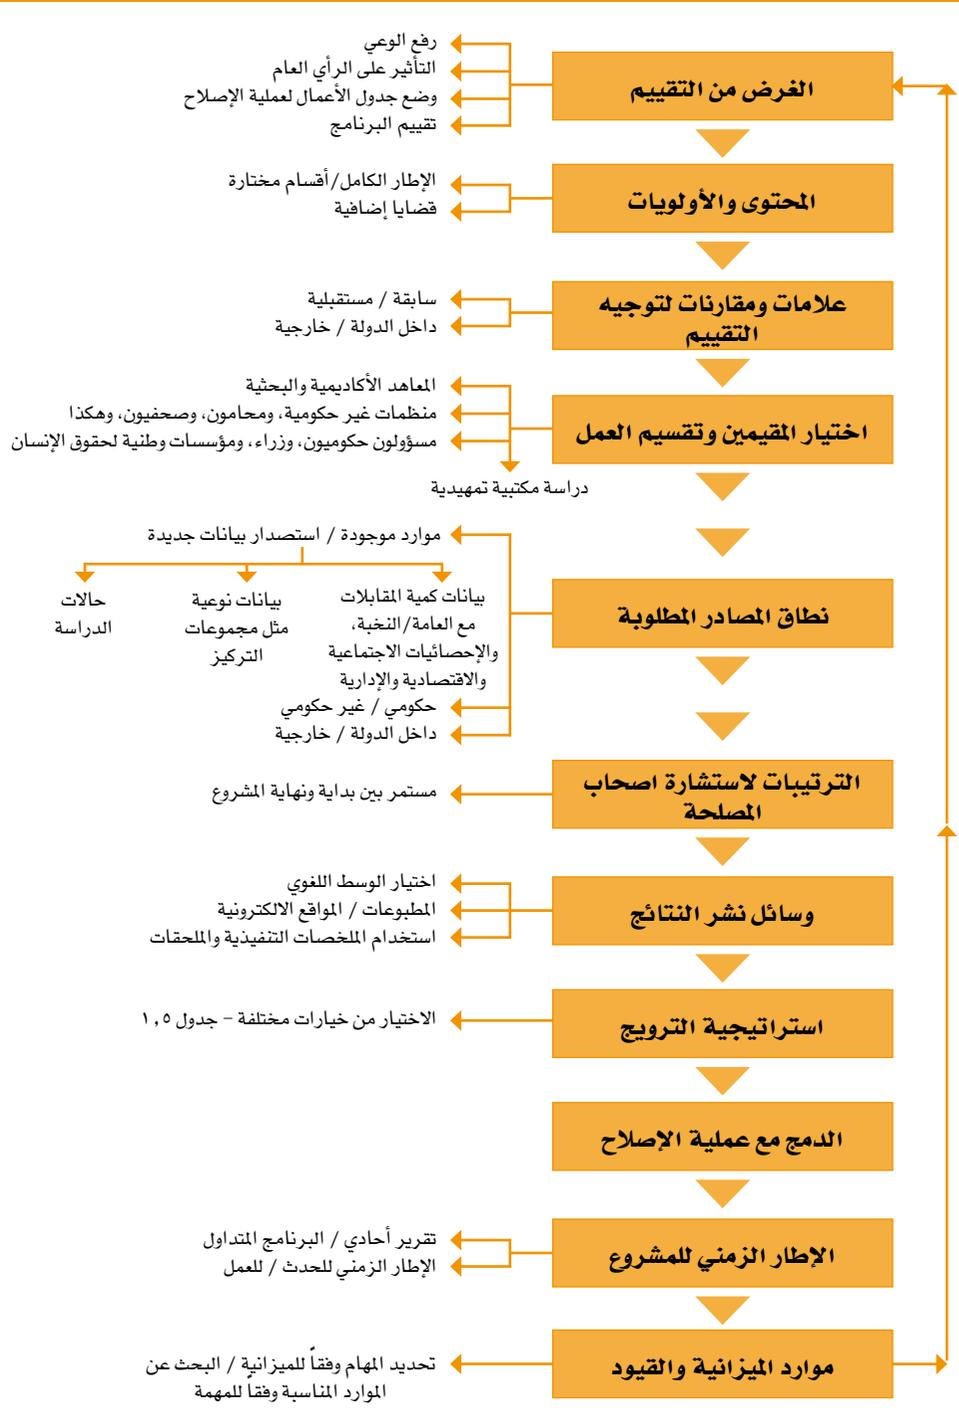 الغرض من التقييم
رفع الوعي
التأثير على الرأي العام
وضع جدول الأعمال لعملية الإصلاح
تقييم البرنامج
المحتوى والأولويات
الإطار الكامل/أقسام مختارة
قضايا إضافية
علامات ومقارنات لتوجيه
التقييم
سابقة / مستقبلية
داخل الدولة / خارجية
اختيار المقيمين وتقسيم العمل
المعاهد الأكاديمية والبحثية
منظمات غير حكومية، ومحامون، وصحفيون، وهكذا
مسؤولون حكوميون، وزراء، ومؤسسات وطنية لحقوق الإنسان
دراسة مكتبية تمهيدية
نطاق المصادر المطلوبة
موارد موجودة / استصدار بيانات جديدة
بيانات كمية المقابلات
مع العامة/النخبة،
والإحصائيات الاجتماعية
والاقتصادية والإدارية
بيانات نوعية
مثل مجموعات
التركيز
حالات
الدراسة
حكومي / غير حكومي
داخل الدولة / خارجية
الترتيبات لاستشارة اصحاب
المصلحة
مستمر بين بداية ونهاية المشروع
وسائل نشر النتائج
اختيار الوسط اللغوي
المطبوعات / المواقع الالكترونية
استخدام الملخصات التنفيذية والملحقات
استراتيجية الترويج
الاختيار من خيارات مختلفة – جدول ١,٥
الدمج مع عملية الإصلاح
الإطار الزمني للمشروع
تقرير أحادي / البرنامج المتداول
الإطار الزمني للحدث / للعمل
موارد الميزانية والقيود
تحديد المهام وفقاً للميزانية / البحث عن
الموارد المناسبة وفقاً للمهمة